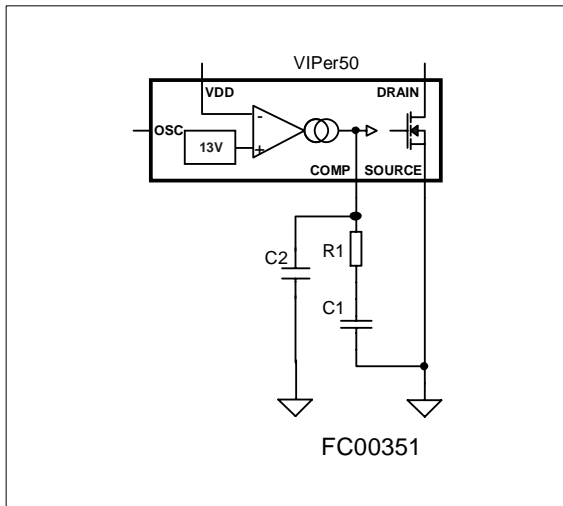 VIPer50
VDD
DRAIN
OSC
-
13V
+
COMP SOURCE
C2
R1
C1
FC00351